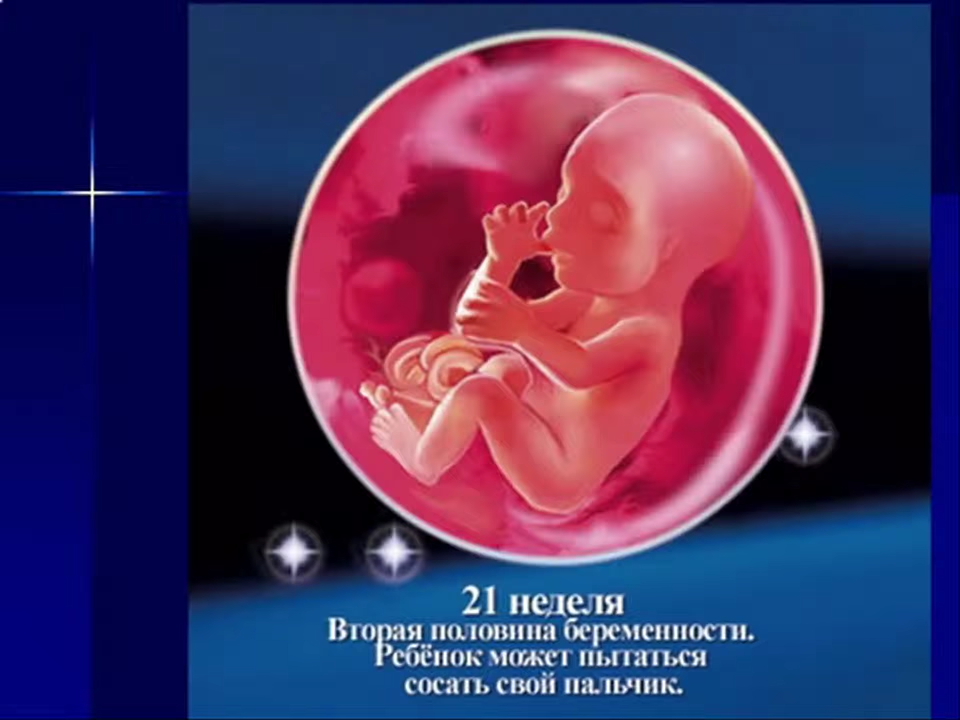 21 неделя
Вторая половина беременности.
Ребёнок может пытаться
сосать свой пальчик.